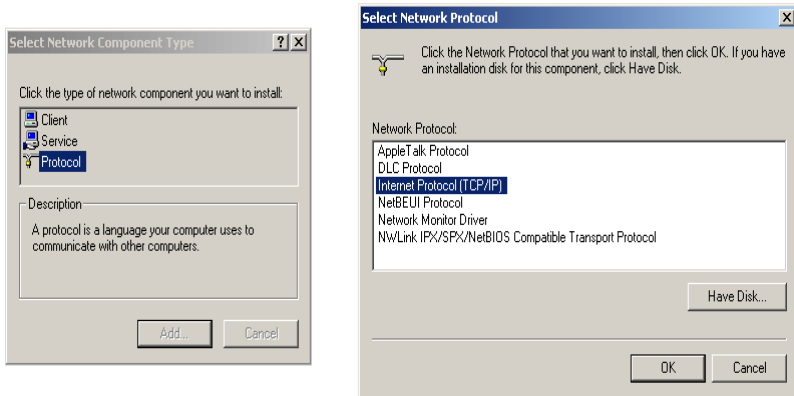 Select Network Component Type
Click the type of network component you want to install:
Client
Service
Protocol
Description
A protocol is a language your computer uses to
communicate with other computers.
Add...
Cancel
Select Network Protocol
Click the Network Protocol that you want to install, then click OK. If you have
an installation disk for this component, click Have Disk.
Network Protocol:
AppleTalk Protocol
DLC Protocol
Internet Protocol (TCP/IP)
NetBEUI Protocol
Network Monitor Driver
NWLink IPX/SPX/NetBIOS Compatible Transport Protocol
Have Disk...
OK
Cancel